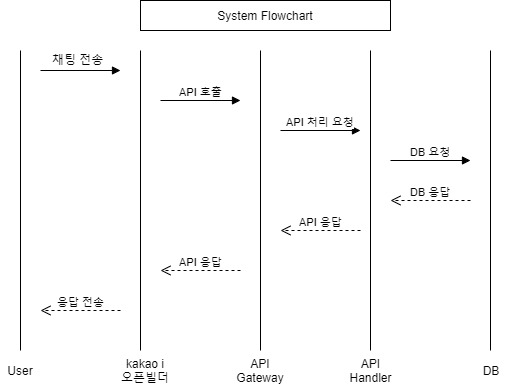 System Flowchart
채팅 전송
API 호출
API 처리 요청
DB 요청
DB 응답
API 응답
API 응답
응답 전송
User
kakao i
오픈빌더
API
Gateway
API
Handler
DB